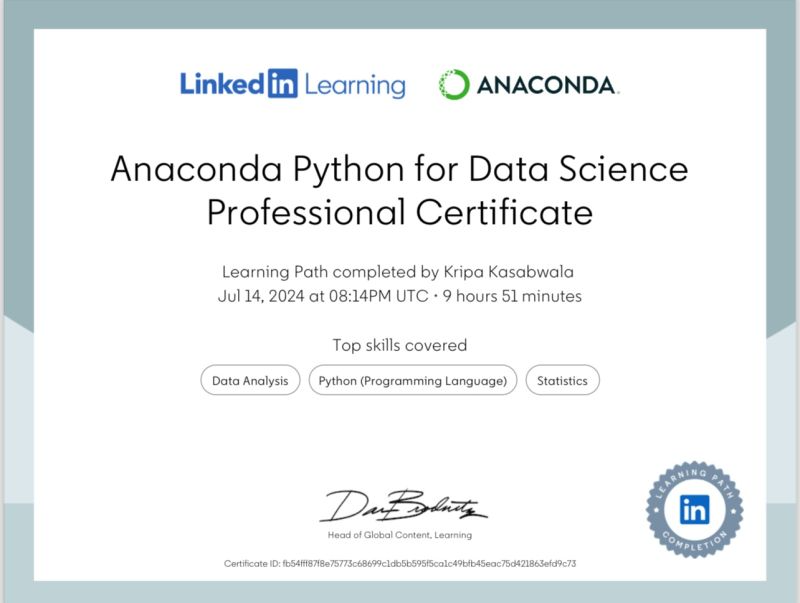 LinkedIn Learning ANACONDA.
Anaconda Python for Data Science
Professional Certificate
Learning Path completed by Kripa Kasabwala
Jul 14, 2024 at 08:14PM UTC • 9 hours 51 minutes
Top skills covered
Data Analysis Python (Programming Language) Statistics
LEARNING PATH
in
COMPLETION
Head of Global Content, Learning
Certificate ID: fb54fff87f8e75773c68699c1db5b595f5ca1c49bfb45eac75d421863efd9c73